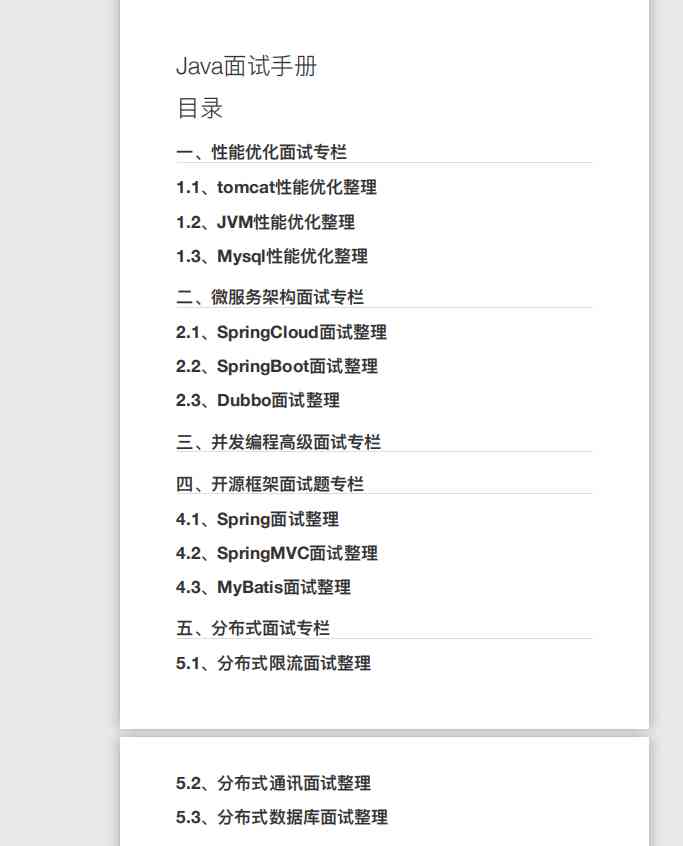 Java面试手册
目录
一、性能优化面试专栏
1.1、tomcat性能优化整理
1.2、JVM性能优化整理
1.3、Mysql性能优化整理
二、微服务架构面试专栏
2.1、SpringCloud面试整理
2.2、SpringBoot面试整理
2.3、Dubbo面试整理
三、并发编程高级面试专栏
四、开源框架面试题专栏
4.1、Spring面试整理
4.2、SpringMVC面试整理
4.3、MyBatis面试整理
五、分布式面试专栏
5.1、分布式限流面试整理
5.2、分布式通讯面试整理
5.3、分布式数据库面试整理